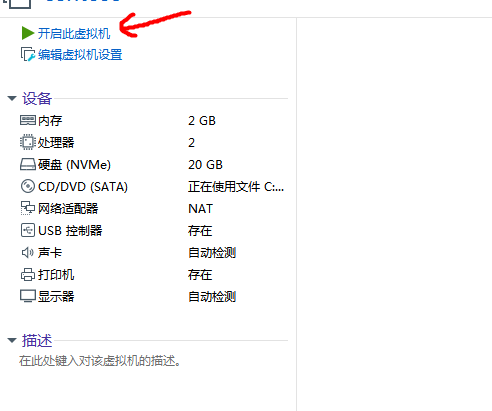 开启此虚拟机
编辑虚拟机设置
设备
内存 2 GB
处理器 2
硬盘 (NVMe) 20 GB
CD/DVD (SATA) 正在使用文件 C:...
网络适配器 NAT
USB 控制器 存在
声卡 自动检测
打印机 存在
显示器 自动检测
描述
在此处键入对该虚拟机的描述。